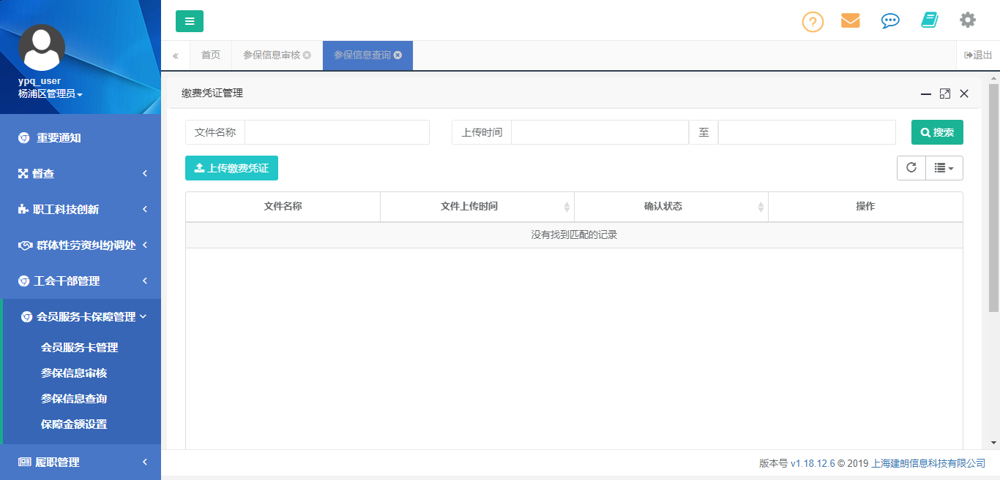 ypq_user
杨浦区管理员
重要通知
督查
职工科技创新
群体性劳资纠纷调处
工会干部管理
会员服务卡保障管理
会员服务卡管理
参保信息审核
参保信息查询
保障金额设置
履职管理
« 首页 参保信息审核 参保信息查询 退出
缴费凭证管理
文件名称 上传时间 至 搜索
上传缴费凭证
文件名称 文件上传时间 确认状态 操作
没有找到匹配的记录
版本号 v1.18.12.6 © 2019 上海建朗信息科技有限公司